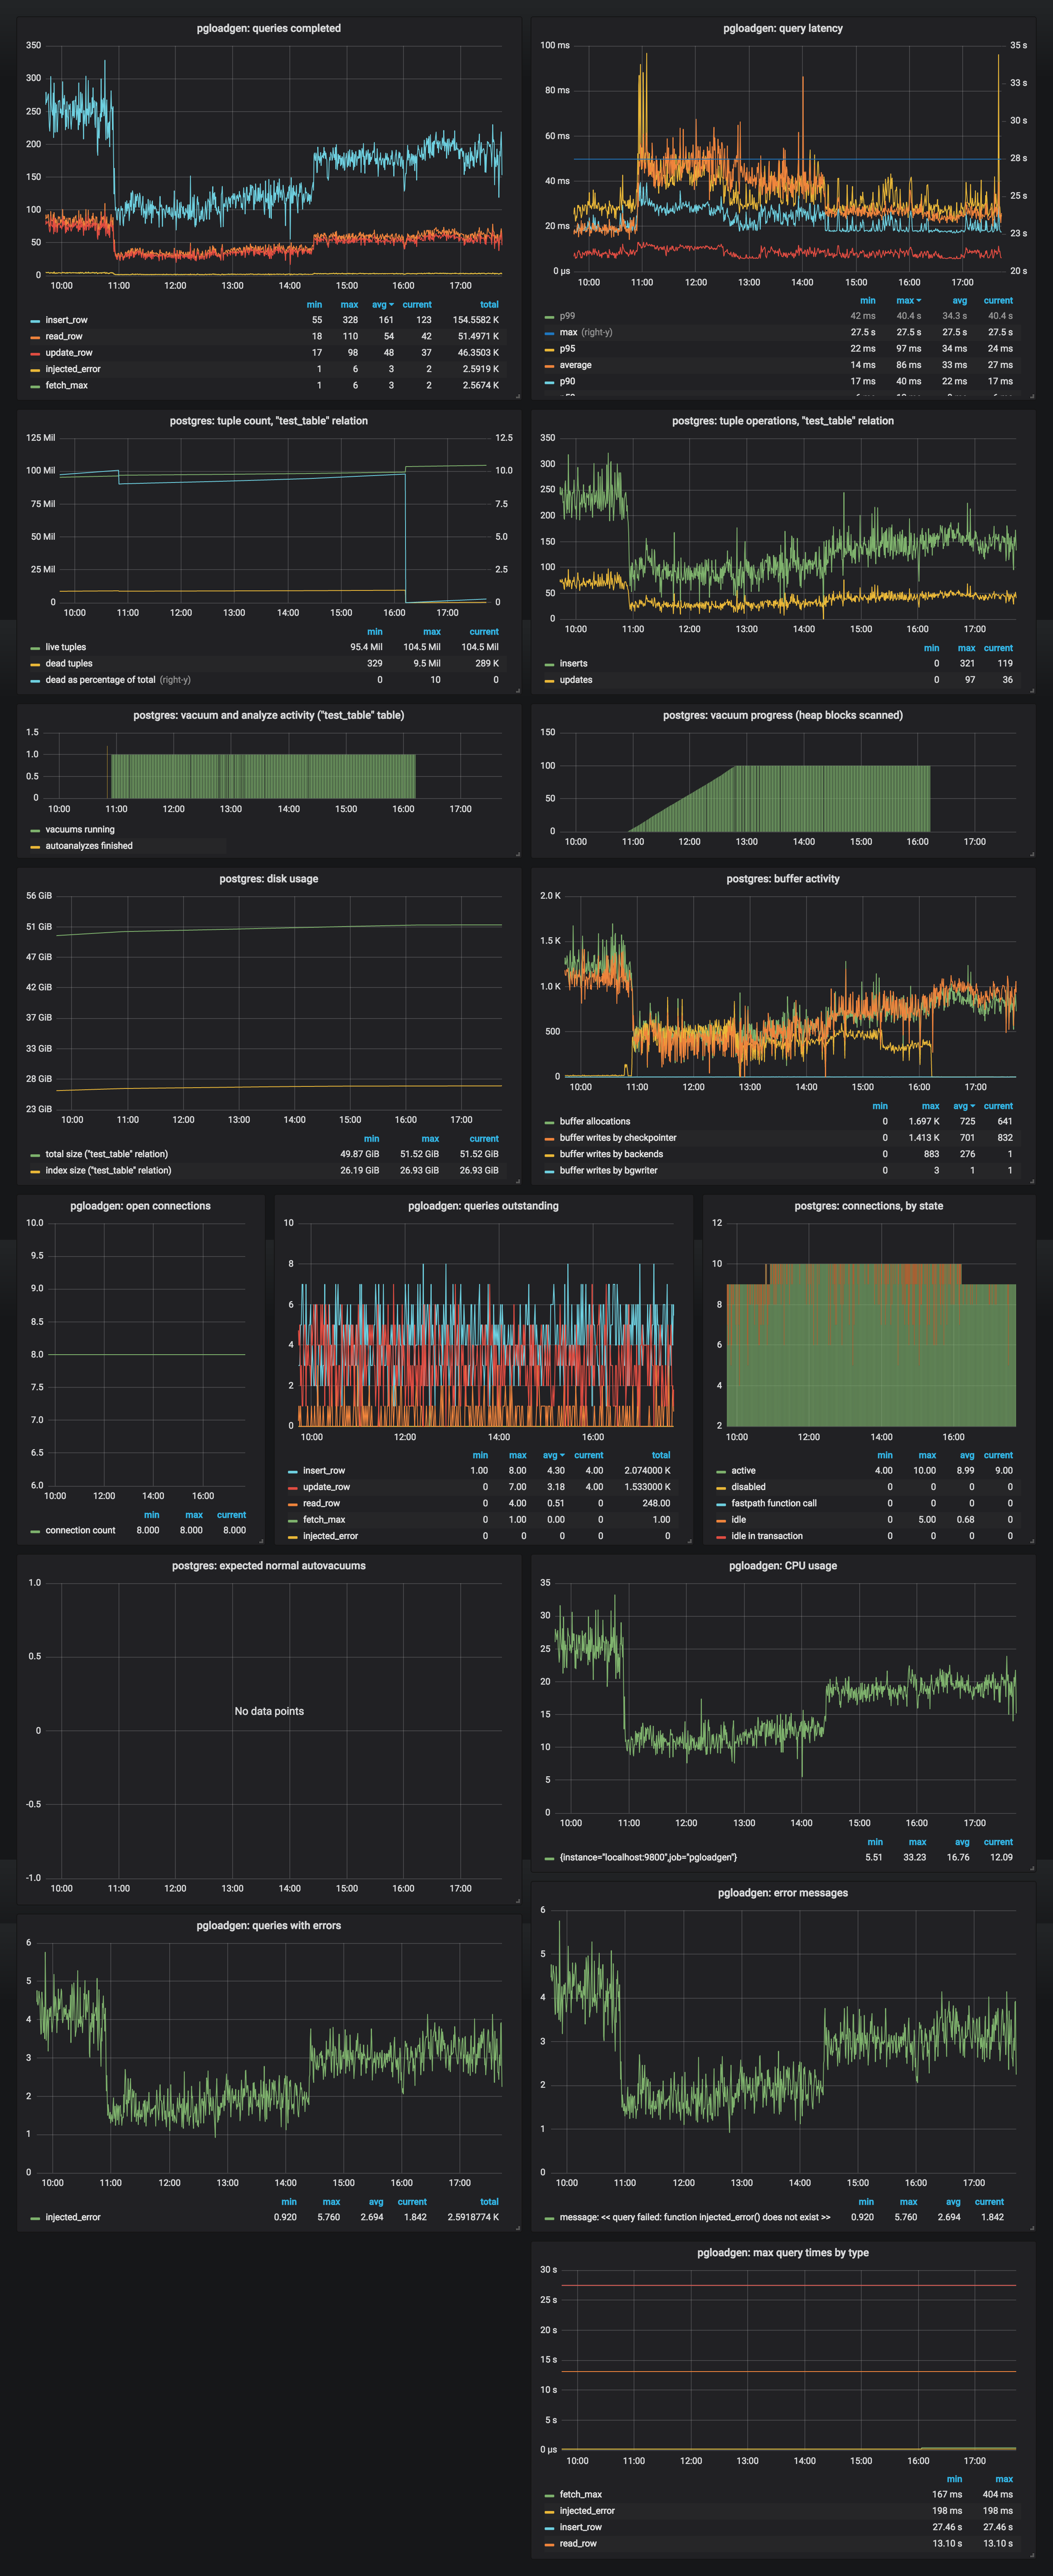 pgloadgen: queries completed
350
300
250
200
150
100
50
0
10:00 11:00 12:00 13:00 14:00 15:00 16:00 17:00
min max avg current total
insert_row 55 328 161 123 154.5582 K
read_row 18 110 54 42 51.4971 K
update_row 17 98 48 37 46.3503 K
injected_error 1 6 3 2 2.5919 K
fetch_max 1 6 3 2 2.5674 K
pgloadgen: query latency
100 ms 35 s
33 s
80 ms
30 s
60 ms
28 s
40 ms
25 s
20 ms
23 s
0 µs 20 s
10:00 11:00 12:00 13:00 14:00 15:00 16:00 17:00
min max avg current
p99 42 ms 40.4 s 34.3 s 40.4 s
max (right-y) 27.5 s 27.5 s 27.5 s 27.5 s
p95 22 ms 97 ms 34 ms 24 ms
average 14 ms 86 ms 33 ms 27 ms
p90 17 ms 40 ms 22 ms 17 ms
postgres: tuple count, "test_table" relation
125 Mil 12.5
100 Mil 10.0
75 Mil 7.5
50 Mil 5.0
25 Mil 2.5
0 0
10:00 11:00 12:00 13:00 14:00 15:00 16:00 17:00
min max current
live tuples 95.4 Mil 104.5 Mil 104.5 Mil
dead tuples 329 9.5 Mil 289 K
dead as percentage of total (right-y) 0 10 0
postgres: tuple operations, "test_table" relation
350
300
250
200
150
100
50
0
10:00 11:00 12:00 13:00 14:00 15:00 16:00 17:00
min max current
inserts 0 321 119
updates 0 97 36
postgres: vacuum and analyze activity ("test_table" table)
1.5
1.0
0.5
0
10:00 11:00 12:00 13:00 14:00 15:00 16:00 17:00
vacuums running
autoanalyzes finished
postgres: vacuum progress (heap blocks scanned)
150
100
50
0
10:00 11:00 12:00 13:00 14:00 15:00 16:00 17:00
postgres: disk usage
56 GiB
51 GiB
47 GiB
42 GiB
37 GiB
33 GiB
28 GiB
23 GiB
10:00 11:00 12:00 13:00 14:00 15:00 16:00 17:00
min max current
total size ("test_table" relation) 49.87 GiB 51.52 GiB 51.52 GiB
index size ("test_table" relation) 26.19 GiB 26.93 GiB 26.93 GiB
postgres: buffer activity
2.0 K
1.5 K
1.0 K
500
0
10:00 11:00 12:00 13:00 14:00 15:00 16:00 17:00
min max avg current
buffer allocations 0 1.697 K 725 641
buffer writes by checkpointer 0 1.413 K 701 832
buffer writes by backends 0 883 276 1
buffer writes by bgwriter 0 3 1 1
pgloadgen: open connections
10.0
9.5
9.0
8.5
8.0
7.5
7.0
6.5
6.0
10:00 12:00 14:00 16:00
min max current
connection count 8.000 8.000 8.000
pgloadgen: queries outstanding
10
8
6
4
2
0
10:00 12:00 14:00 16:00
min max avg current total
insert_row 1.00 8.00 4.30 4.00 2.074000 K
update_row 0 7.00 3.18 4.00 1.533000 K
read_row 0 4.00 0.51 0 248.00
fetch_max 0 1.00 0.00 0 1.00
injected_error 0 0 0 0 0
postgres: connections, by state
12
10
8
6
4
2
10:00 12:00 14:00 16:00
min max avg current
active 4.00 10.00 8.99 9.00
disabled 0 0 0 0
fastpath function call 0 0 0 0
idle 0 5.00 0.68 0
idle in transaction 0 0 0 0
postgres: expected normal autovacuums
1.0
0.5
No data points
0
-0.5
-1.0
10:00 11:00 12:00 13:00 14:00 15:00 16:00 17:00
pgloadgen: CPU usage
35
30
25
20
15
10
5
0
10:00 11:00 12:00 13:00 14:00 15:00 16:00 17:00
min max avg current
{instance="localhost:9800",job="pgloadgen"} 5.51 33.23 16.76 12.09
pgloadgen: queries with errors
6
5
4
3
2
1
0
10:00 11:00 12:00 13:00 14:00 15:00 16:00 17:00
min max avg current total
injected_error 0.920 5.760 2.694 1.842 2.5918774 K
pgloadgen: error messages
6
5
4
3
2
1
0
10:00 11:00 12:00 13:00 14:00 15:00 16:00 17:00
min max avg current
message: << query failed: function injected_error() does not exist >> 0.920 5.760 2.694 1.842
pgloadgen: max query times by type
30 s
25 s
20 s
15 s
10 s
5 s
0 µs
10:00 11:00 12:00 13:00 14:00 15:00 16:00 17:00
min max
fetch_max 167 ms 404 ms
injected_error 198 ms 198 ms
insert_row 27.46 s 27.46 s
read_row 13.10 s 13.10 s